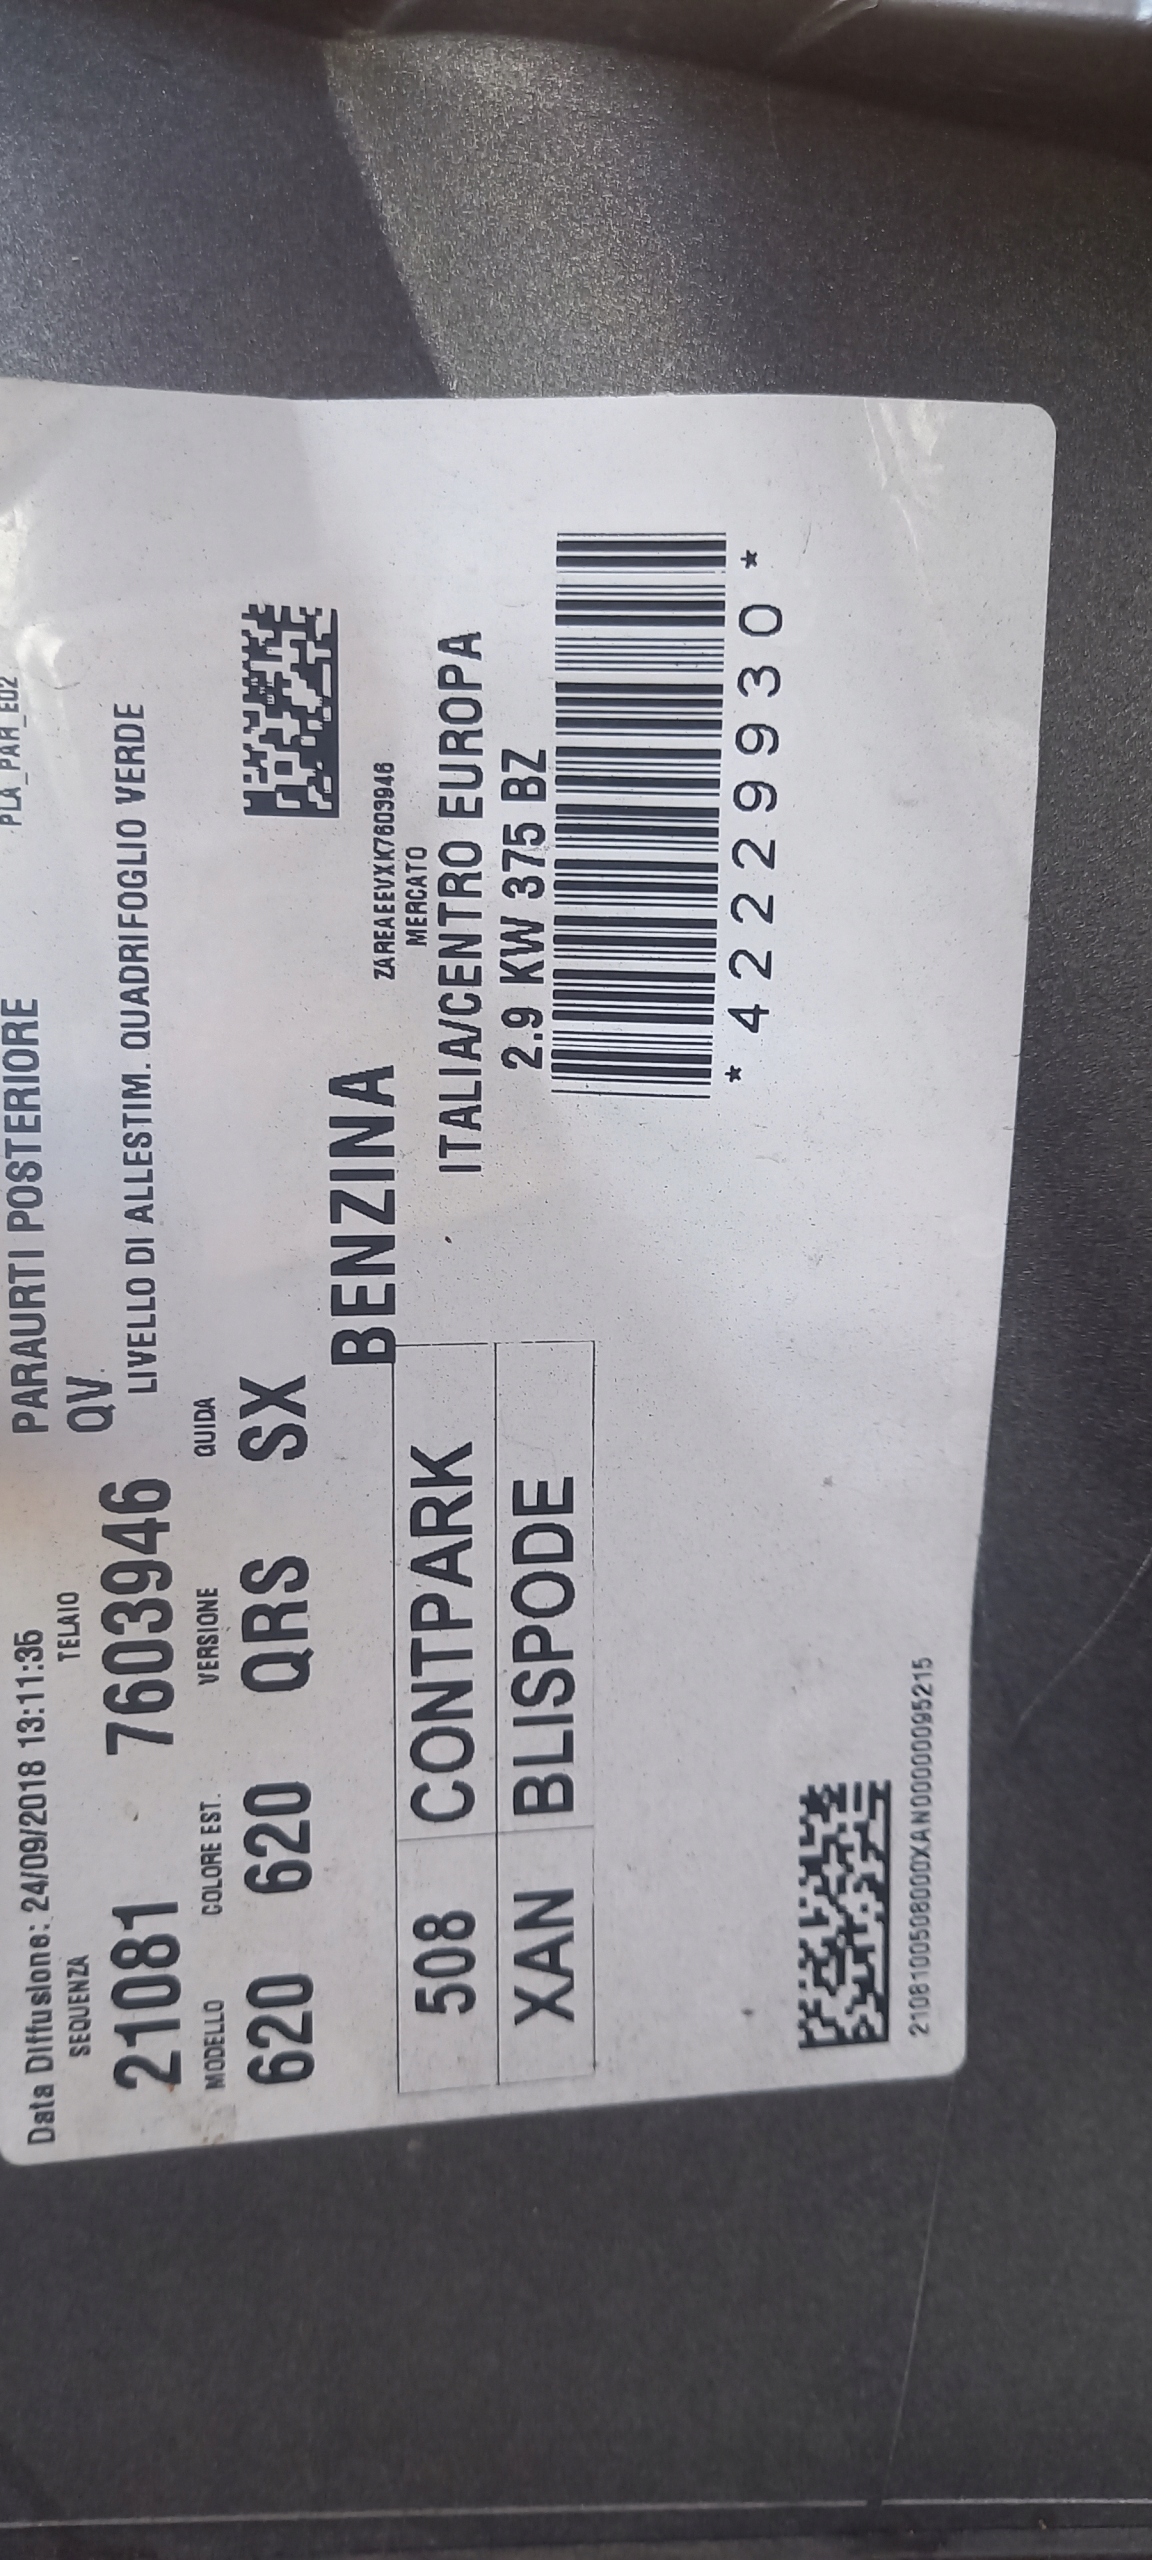 PLA_PAR_E02
PARAURTI POSTERIORE
Data Diffusione: 24/09/2018 13:11:35
QV
SEQUENZA TELAIO
LIVELLO DI ALLESTIM. QUADRIFOGLIO VERDE
21081 7603946
MODELLO COLORE EST. VERSIONE GUIDA
620 620 QRS SX
BENZINA
ZAREAEEVXK7603946
MERCATO
508 CONTPARK
ITALIA/CENTRO EUROPA
2.9 KW 375 BZ
XAN BLISPODE
*42229930*
2108100508000XAN00000095215